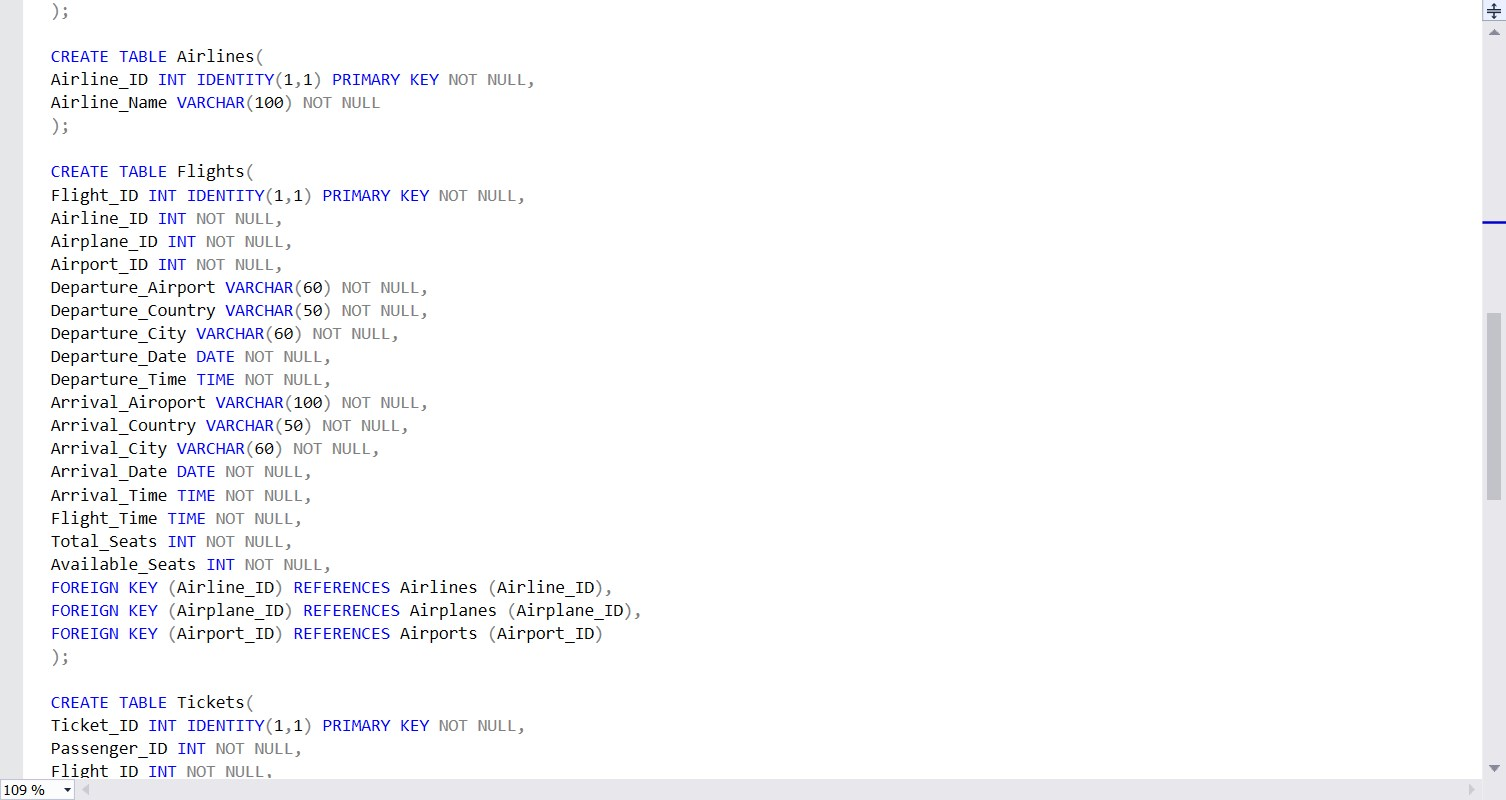 );
CREATE TABLE Airlines(
Airline_ID INT IDENTITY(1,1) PRIMARY KEY NOT NULL,
Airline_Name VARCHAR(100) NOT NULL
);
CREATE TABLE Flights(
Flight_ID INT IDENTITY(1,1) PRIMARY KEY NOT NULL,
Airline_ID INT NOT NULL,
Airplane_ID INT NOT NULL,
Airport_ID INT NOT NULL,
Departure_Airport VARCHAR(60) NOT NULL,
Departure_Country VARCHAR(50) NOT NULL,
Departure_City VARCHAR(60) NOT NULL,
Departure_Date DATE NOT NULL,
Departure_Time TIME NOT NULL,
Arrival_Airoport VARCHAR(100) NOT NULL,
Arrival_Country VARCHAR(50) NOT NULL,
Arrival_City VARCHAR(60) NOT NULL,
Arrival_Date DATE NOT NULL,
Arrival_Time TIME NOT NULL,
Flight_Time TIME NOT NULL,
Total_Seats INT NOT NULL,
Available_Seats INT NOT NULL,
FOREIGN KEY (Airline_ID) REFERENCES Airlines (Airline_ID),
FOREIGN KEY (Airplane_ID) REFERENCES Airplanes (Airplane_ID),
FOREIGN KEY (Airport_ID) REFERENCES Airports (Airport_ID)
);
CREATE TABLE Tickets(
Ticket_ID INT IDENTITY(1,1) PRIMARY KEY NOT NULL,
Passenger_ID INT NOT NULL,
Flight_ID INT NOT NULL,
109 %